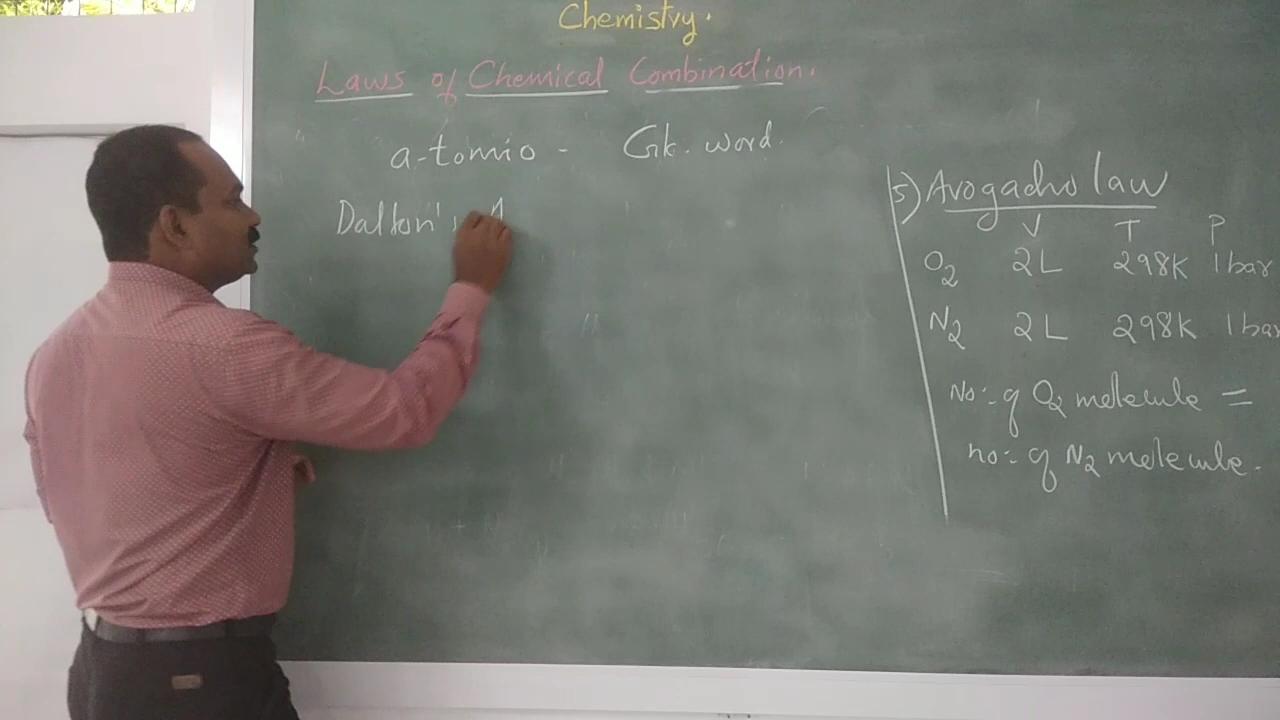 Chemistry.
Laws of Chemical Combination.
a-tomio - Gk. word.
Dalton's A
5) Avogadro law
V T P
O2 2L 298K 1bar
N2 2L 298K 1bar
No:- of O2 molecule =
no:- of N2 molecule.